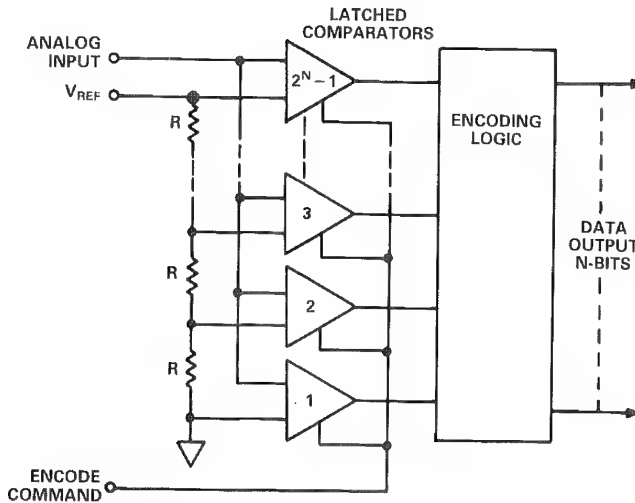 LATCHED
COMPARATORS
ANALOG
INPUT
V_REF
R
2^N−1
ENCODING
LOGIC
3
R
2
R
1
DATA
OUTPUT
N-BITS
ENCODE
COMMAND